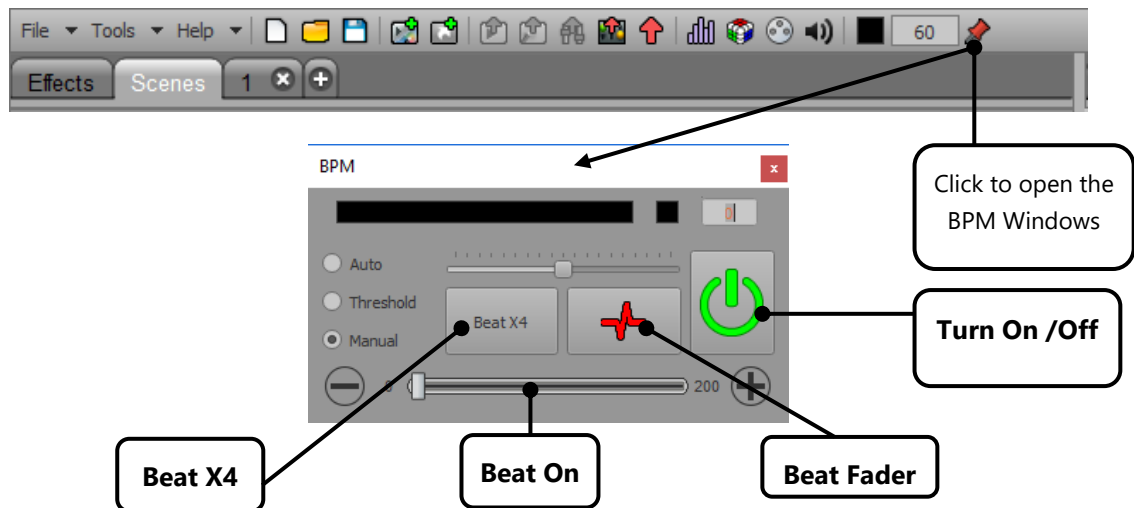 File Tools Help 60
Effects Scenes 1
BPM x
0
Click to open the
BPM Windows
Auto
Threshold
Manual
Beat X4
Turn On /Off
0 200
Beat X4
Beat On
Beat Fader